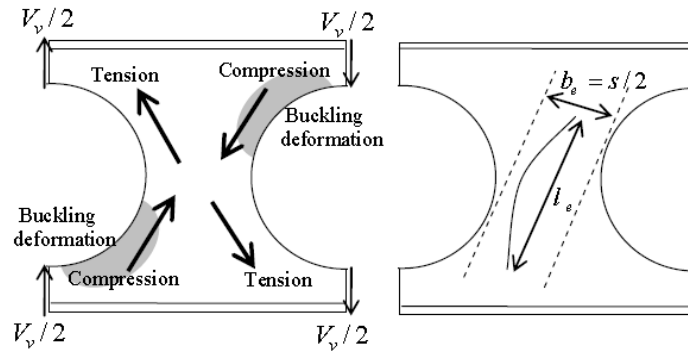 V_v / 2
V_v / 2
Tension
Compression
Buckling
deformation
Buckling
deformation
Compression
Tension
V_v / 2
V_v / 2
b_e = s/2
l_e